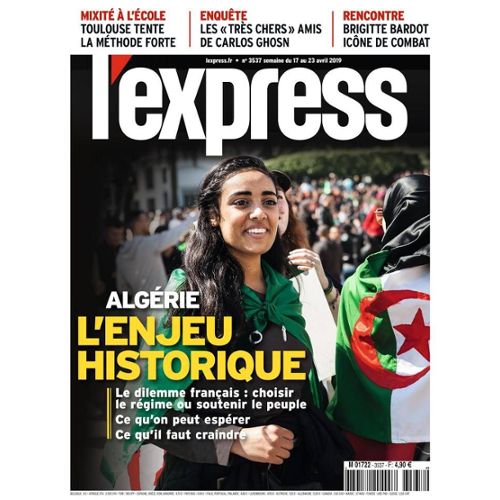 MIXITÉ À L'ÉCOLE
TOULOUSE TENTE
LA MÉTHODE FORTE
ENQUÊTE
LES « TRÈS CHERS » AMIS
DE CARLOS GHOSN
RENCONTRE
BRIGITTE BARDOT
ICÔNE DE COMBAT
lexpress.fr • n° 3537 semaine du 17 au 23 avril 2019
l'express
ALGÉRIE
L'ENJEU
HISTORIQUE
Le dilemme français : choisir
le régime ou soutenir le peuple
Ce qu'on peut espérer
Ce qu'il faut craindre
M 01722 - 3537 - F: 4,90 €